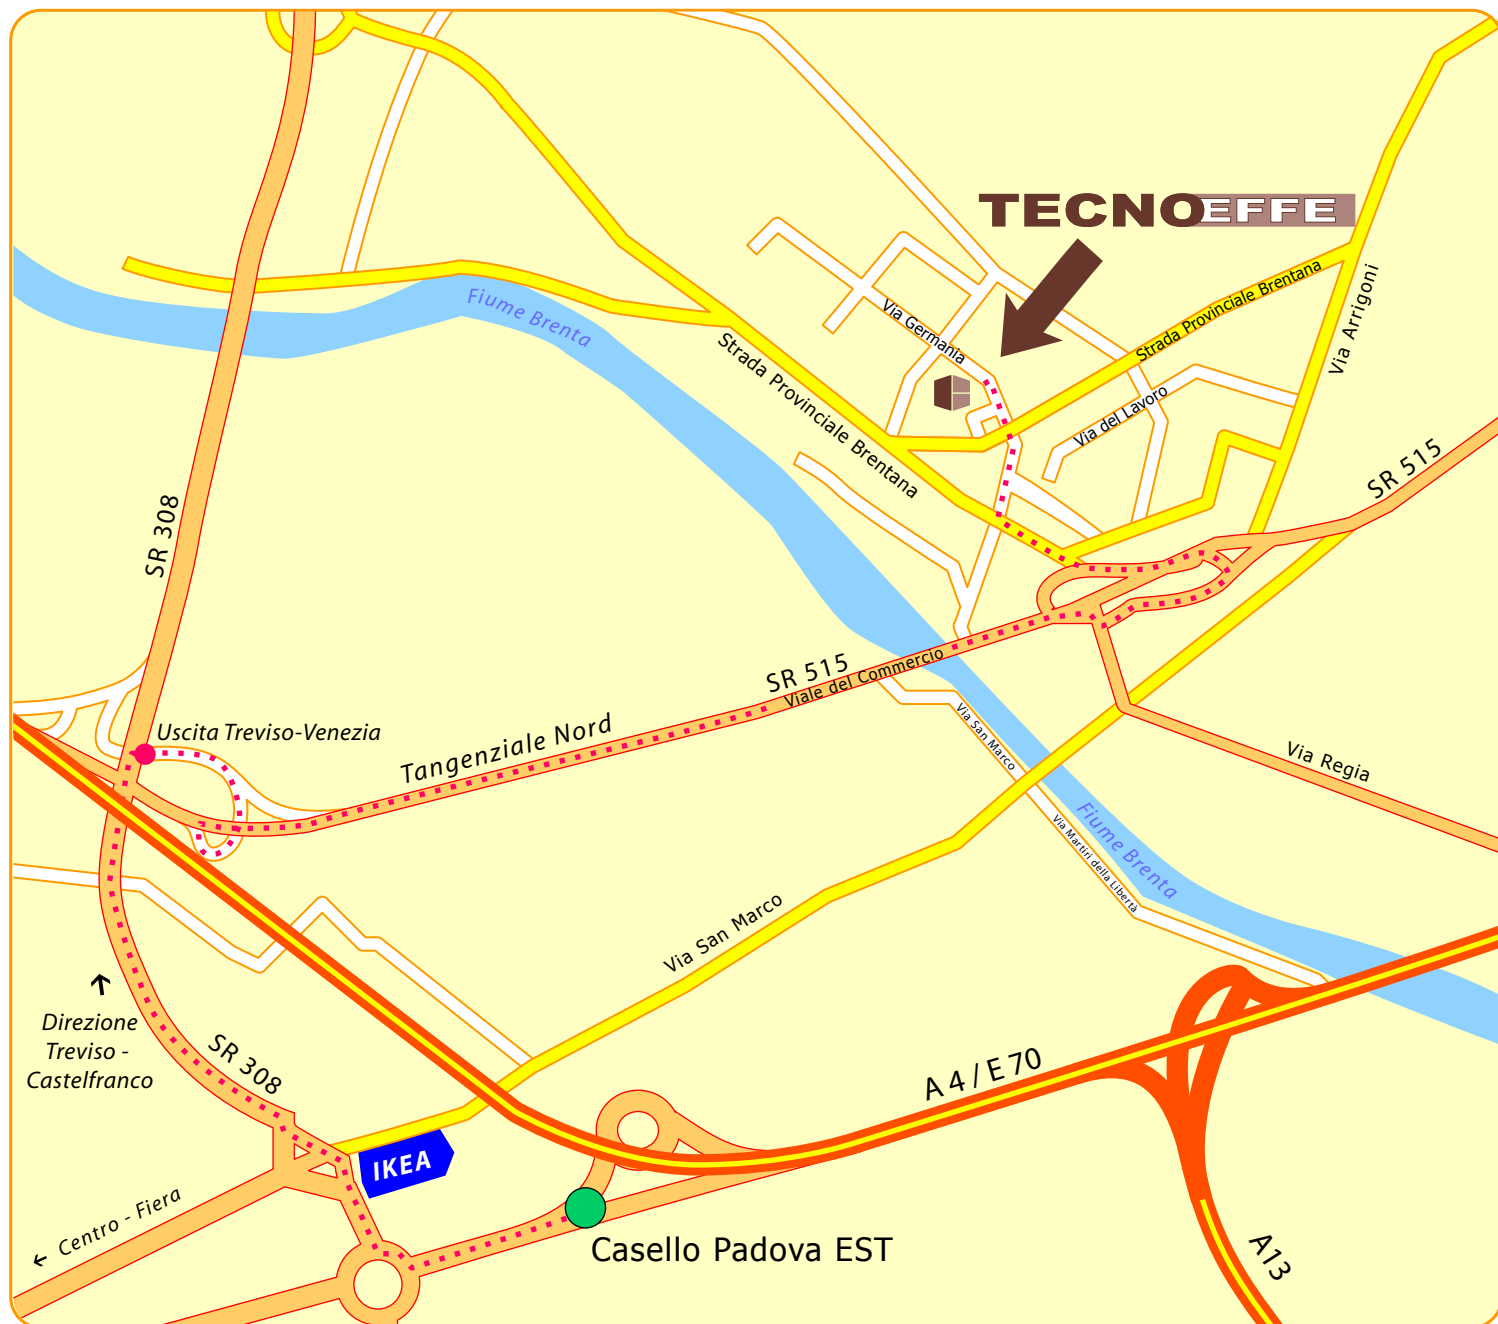 TECNOEFFE
Strada Provinciale Brentana
Via Arrigoni
Fiume Brenta
Via Germania
Strada Provinciale Brentana
Via del Lavoro
SR 515
SR 308
SR 515
Viale del Commercio
Uscita Treviso-Venezia
Tangenziale Nord
Via San Marco
Via Regia
Fiume Brenta
Via Martiri della Libertà
Via San Marco
Direzione
Treviso -
Castelfranco
SR 308
A 4 / E 70
IKEA
← Centro - Fiera
Casello Padova EST
A13